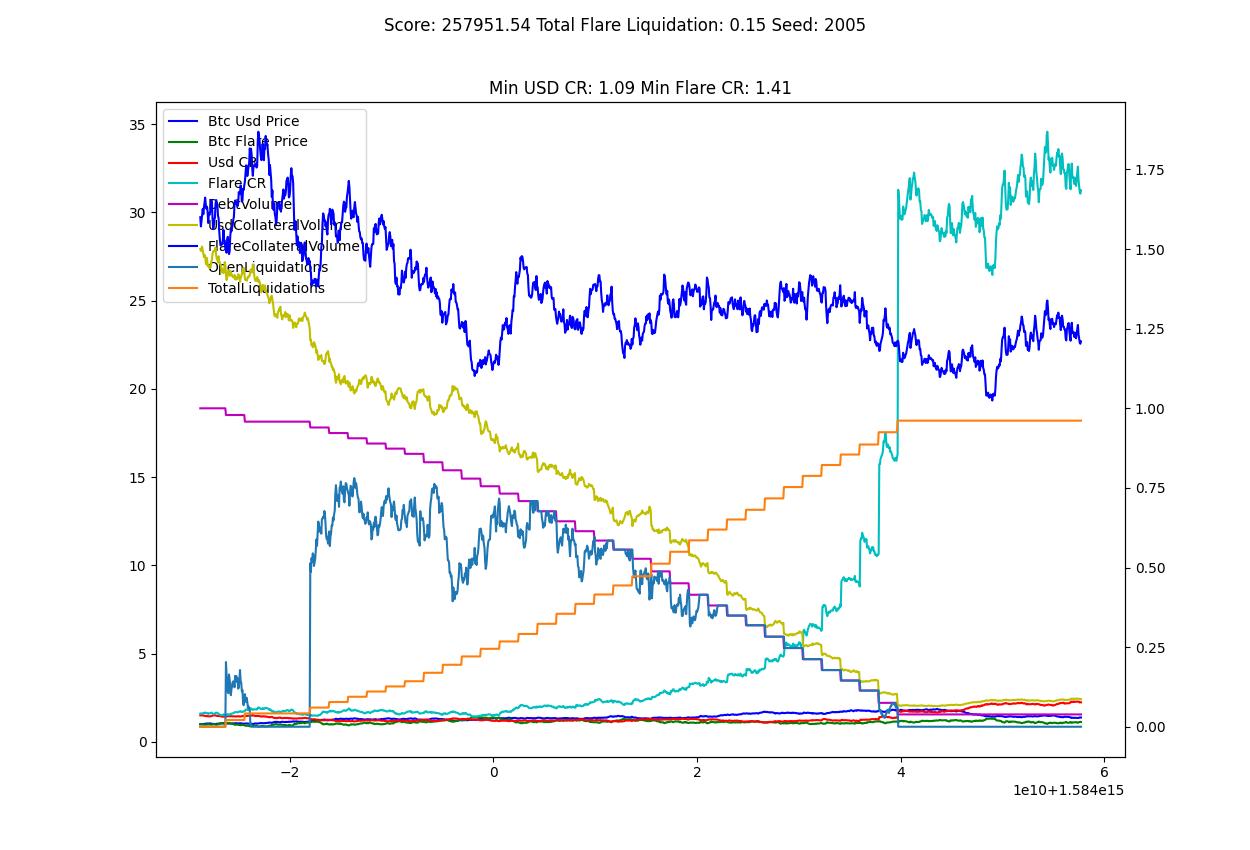 Score: 257951.54 Total Flare Liquidation: 0.15 Seed: 2005
Min USD CR: 1.09 Min Flare CR: 1.41
Btc Usd Price
Btc Flare Price
Usd CR
Flare CR
DebtVolume
UsdCollateralVolume
FlareCollateralVolume
OpenLiquidations
TotalLiquidations
35
30
25
20
15
10
5
0
1.75
1.50
1.25
1.00
0.75
0.50
0.25
0.00
−2
0
2
4
6
1e10+1.584e15